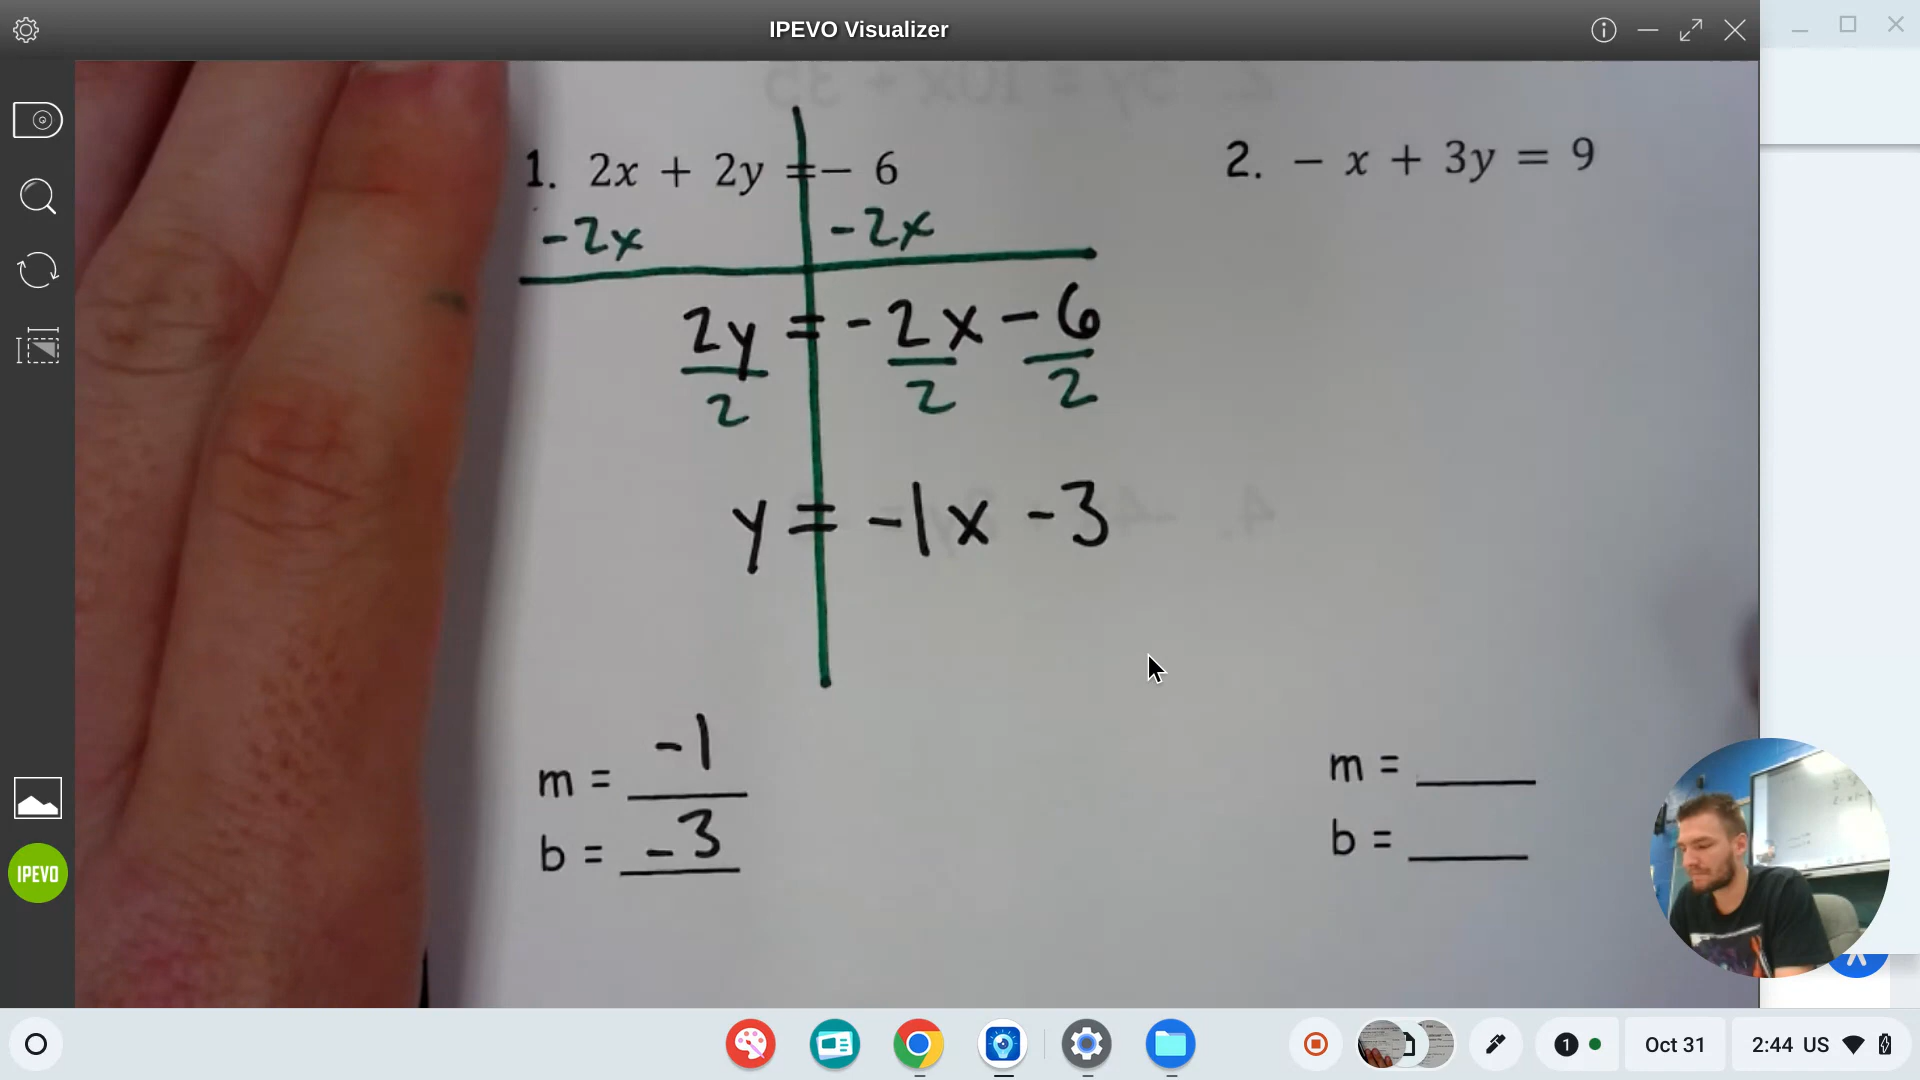 IPEVO Visualizer
1. 2x + 2y = - 6
-2x -2x
2y = -2x - 6
2 2 2
y = -1x - 3
m = -1
b = -3
2. - x + 3y = 9
m = ____
b = ____
IPEVO
1
Oct 31
2:44 US